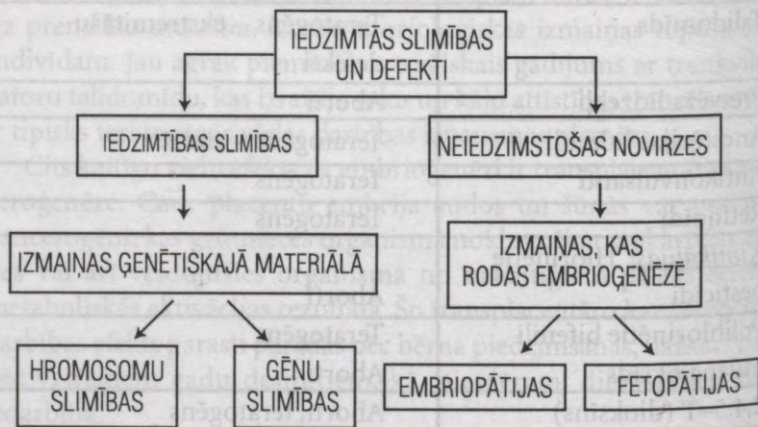 IEDZIMTĀS SLIMĪBAS
UN DEFEKTI
IEDZIMTĪBAS SLIMĪBAS
NEIEDZIMSTOŠAS NOVIRZES
IZMAIŅAS ĢENĒTISKAJĀ MATERIĀLĀ
IZMAIŅAS, KAS
RODAS EMBRIOĢENĒZĒ
HROMOSOMU
SLIMĪBAS
GĒNU
SLIMĪBAS
EMBRIOPĀTIJAS
FETOPĀTIJAS